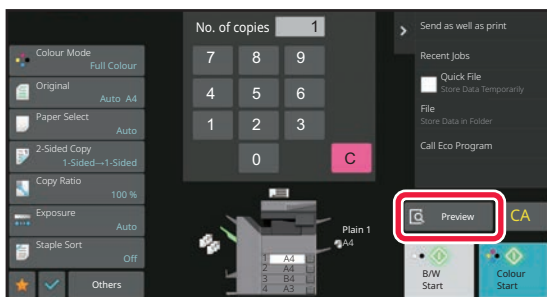 No. of copies 1
Colour Mode
Full Colour
Original
Auto A4
Paper Select
Auto
2-Sided Copy
1-Sided→1-Sided
Copy Ratio
100 %
Exposure
Auto
Staple Sort
Off
Others
7 8 9
4 5 6
1 2 3
0 C
Plain 1
A4
1 A4
2 A4
3 B4
4 A3
Send as well as print
Recent Jobs
Quick File
Store Data Temporarily
File
Store Data in Folder
Call Eco Program
Preview
CA
B/W
Start
Colour
Start